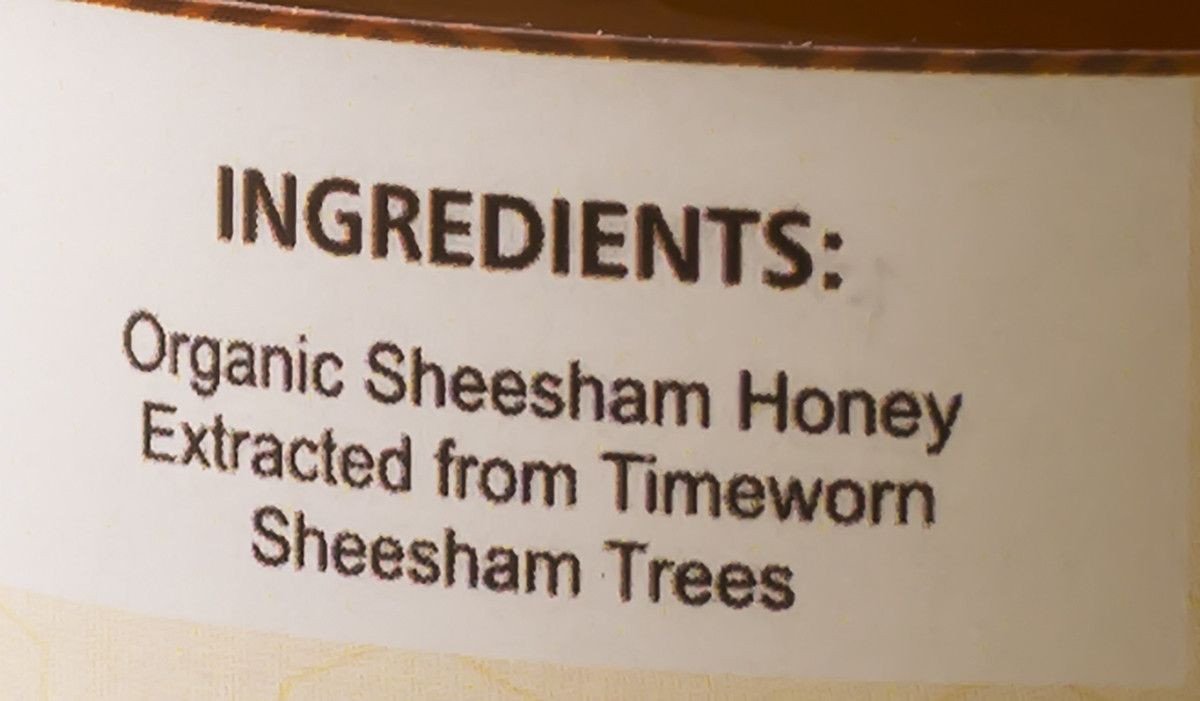 INGREDIENTS:
Organic Sheesham Honey
Extracted from Timeworn
Sheesham Trees